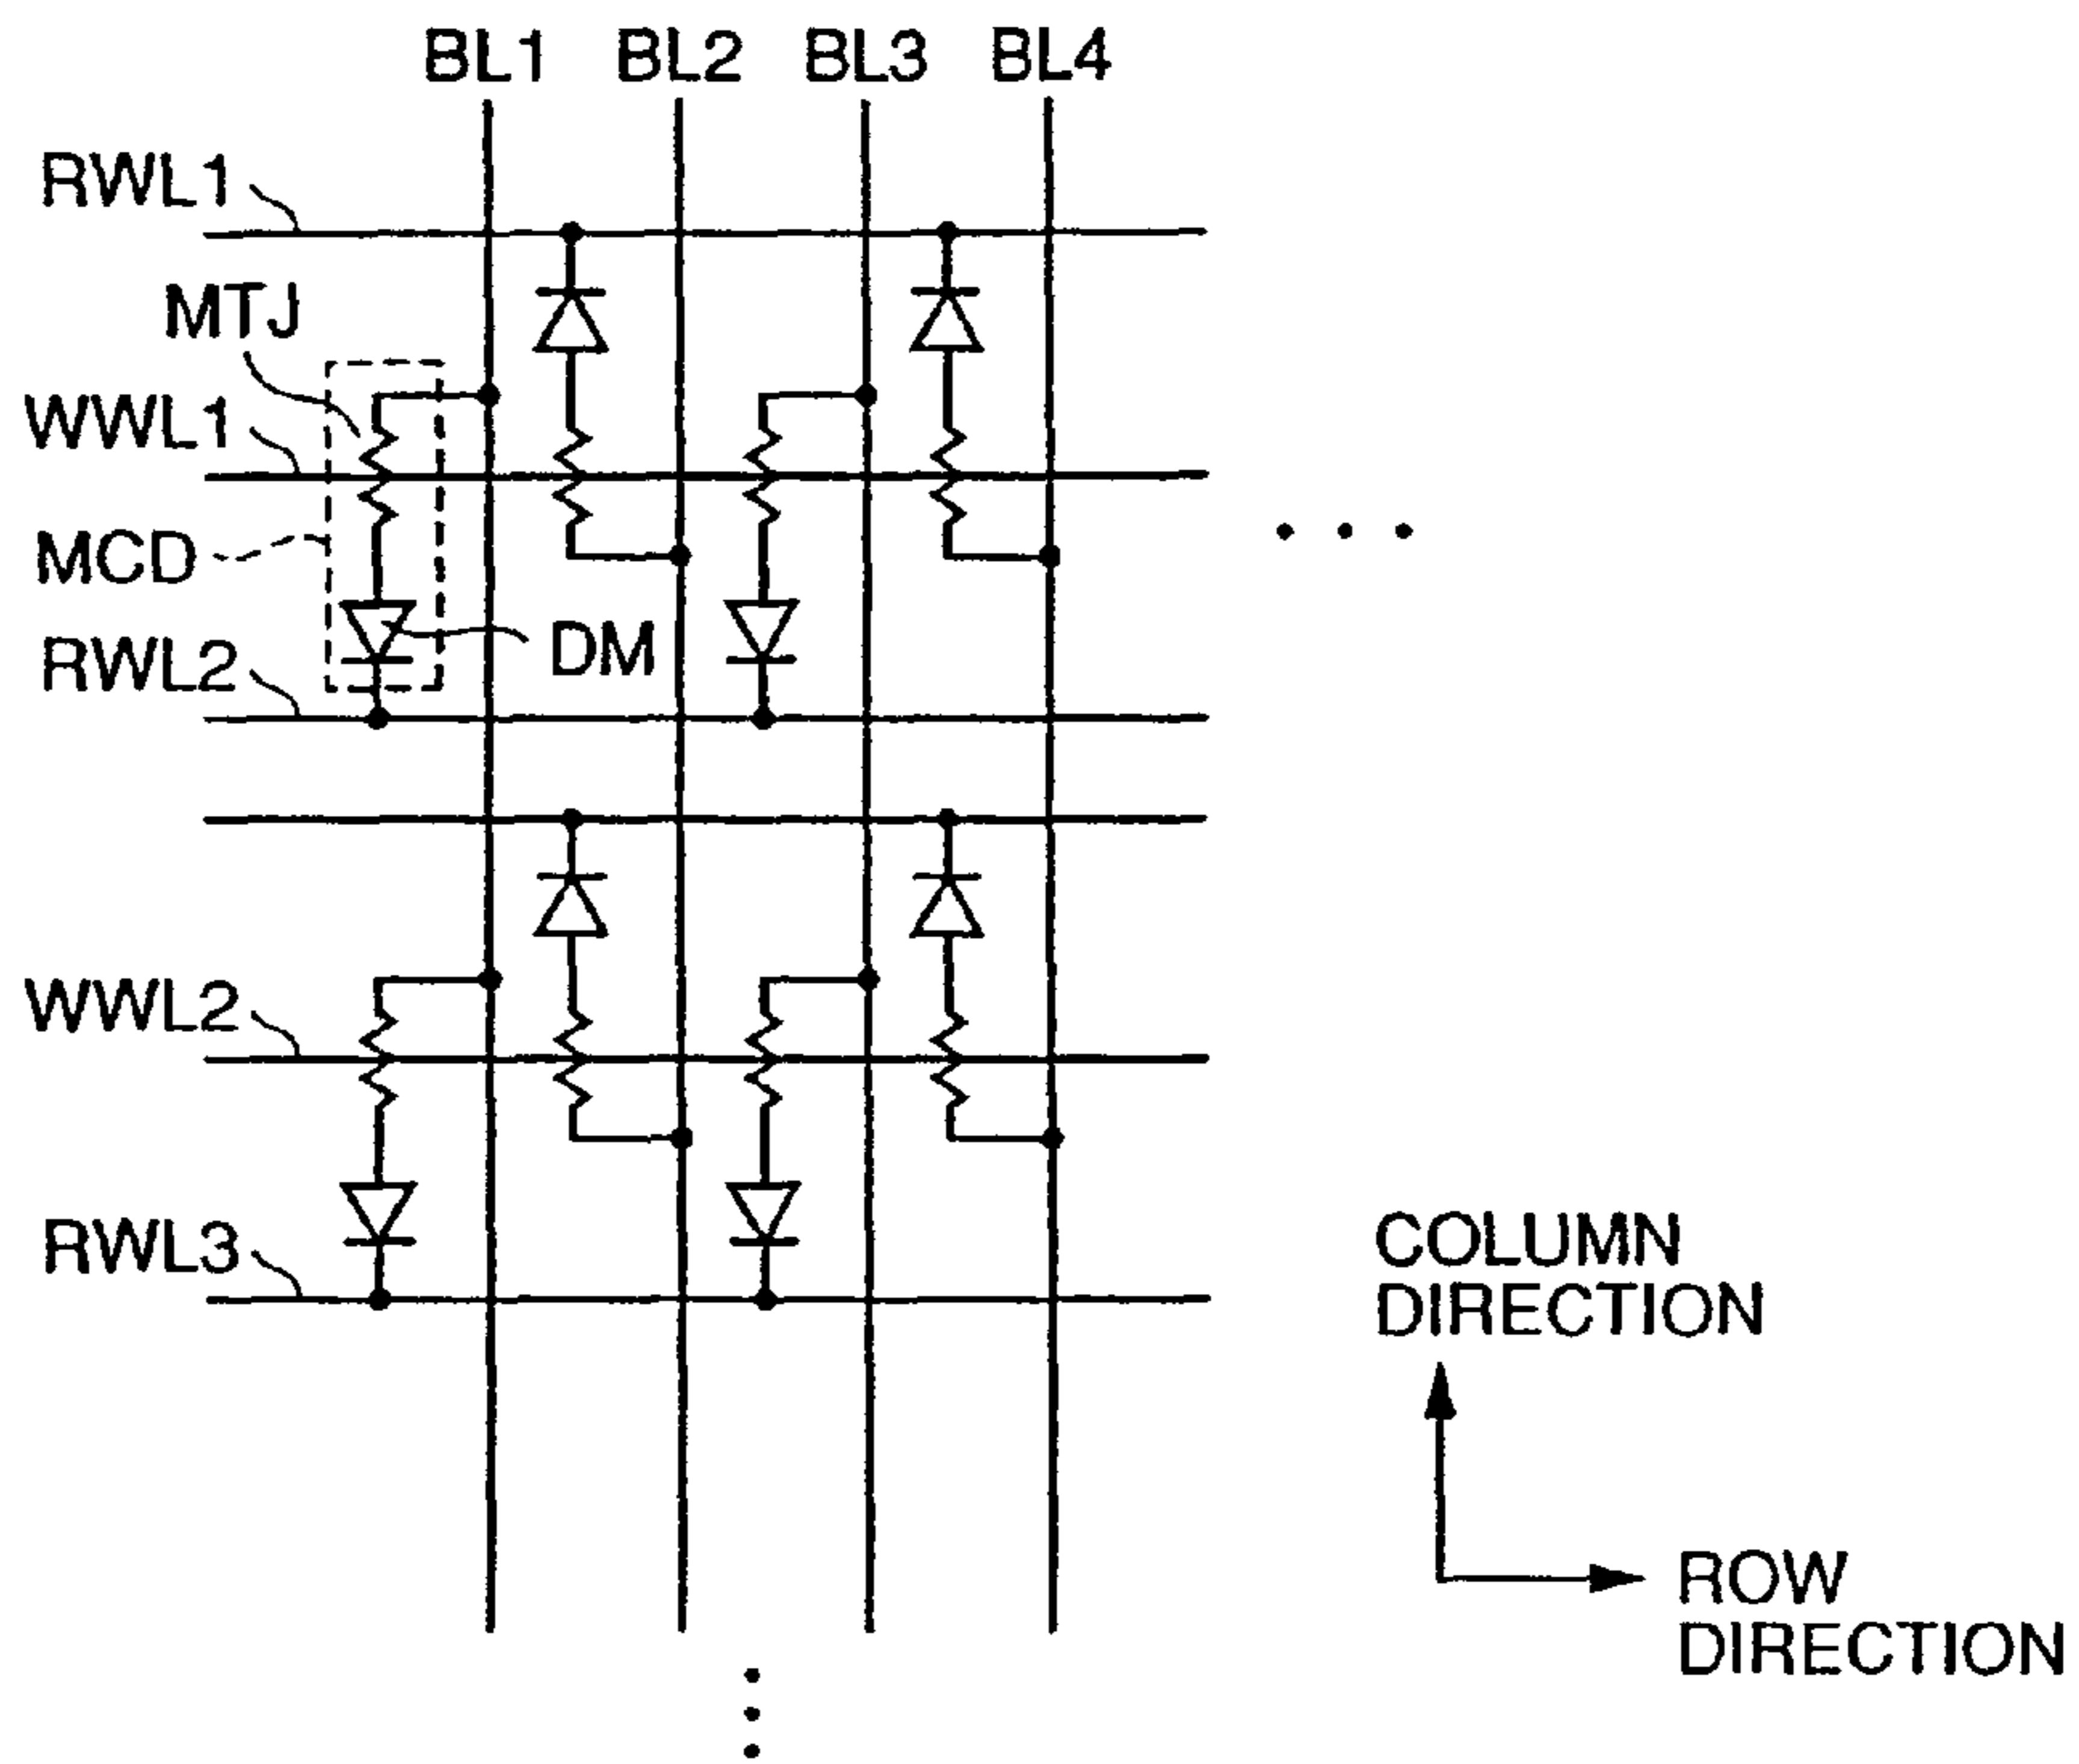 BL1 BL2 BL3 BL4
RWL1
MTJ
WWL1
MCD
DM
RWL2
WWL2
RWL3
COLUMN
DIRECTION
ROW
DIRECTION